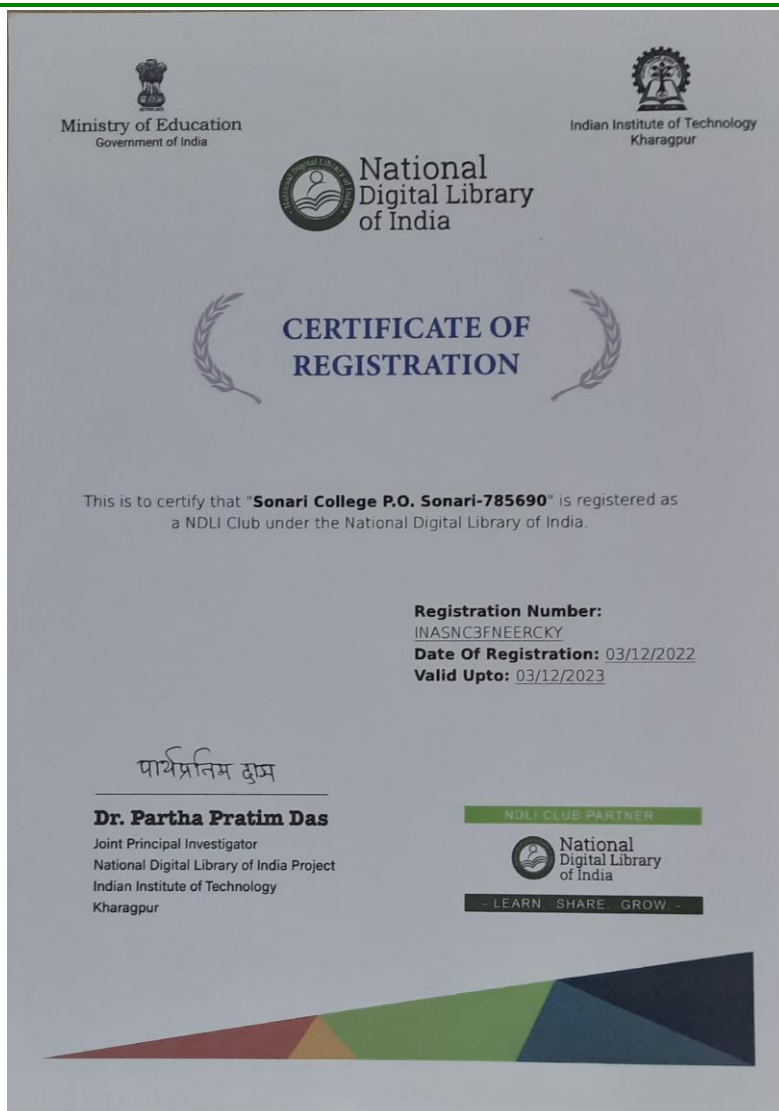 Ministry of Education
Government of India
Indian Institute of Technology
Kharagpur
National
Digital Library
of India
CERTIFICATE OF
REGISTRATION
This is to certify that "Sonari College P.O. Sonari-785690" is registered as
a NDLI Club under the National Digital Library of India.
Registration Number:
INASNC3FNEERCKY
Date Of Registration: 03/12/2022
Valid Upto: 03/12/2023
पार्थप्रतिम दास
Dr. Partha Pratim Das
Joint Principal Investigator
National Digital Library of India Project
Indian Institute of Technology
Kharagpur
NDLI CLUB PARTNER
National
Digital Library
of India
- LEARN. SHARE. GROW. -